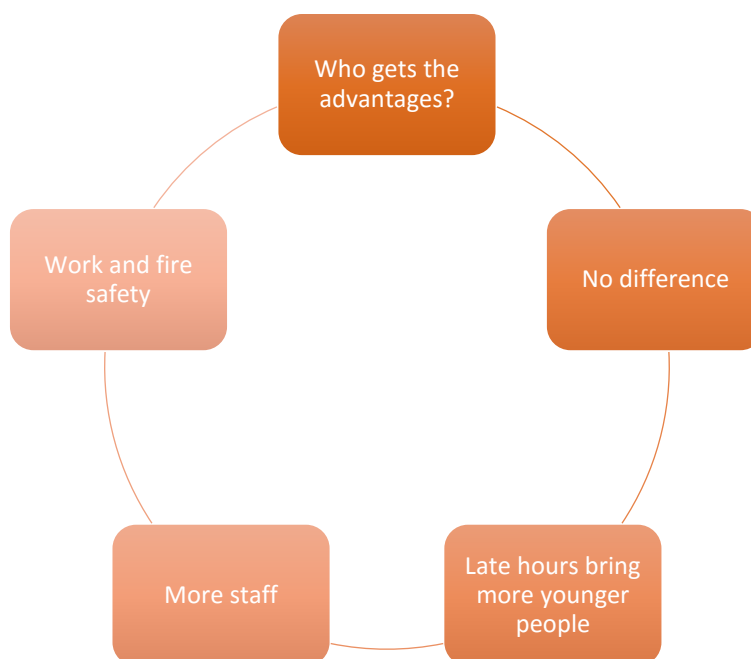 Who gets the
advantages?
No difference
Late hours bring
more younger
people
More staff
Work and fire
safety